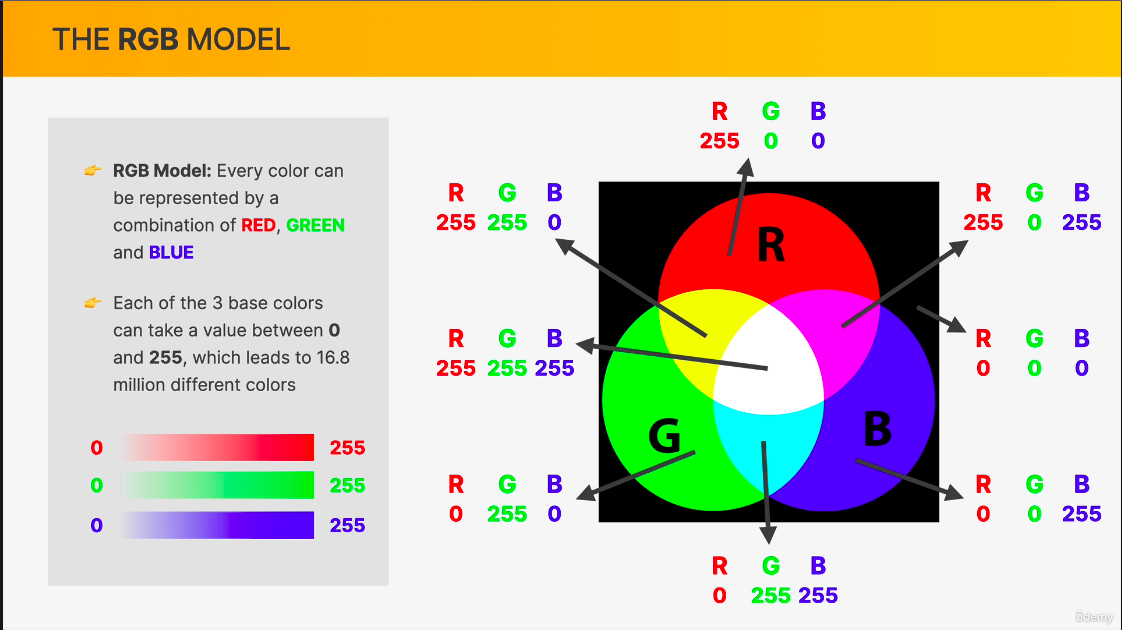 THE RGB MODEL
👉 RGB Model: Every color can
be represented by a
combination of RED, GREEN
and BLUE
👉 Each of the 3 base colors
can take a value between 0
and 255, which leads to 16.8
million different colors
0 255
0 255
0 255
R G B
255 0 0
R G B
255 255 0
R G B
255 0 255
R G B
255 255 255
R G B
0 0 0
R G B
0 255 0
R G B
0 0 255
R G B
0 255 255
R
G
B
ûdemy